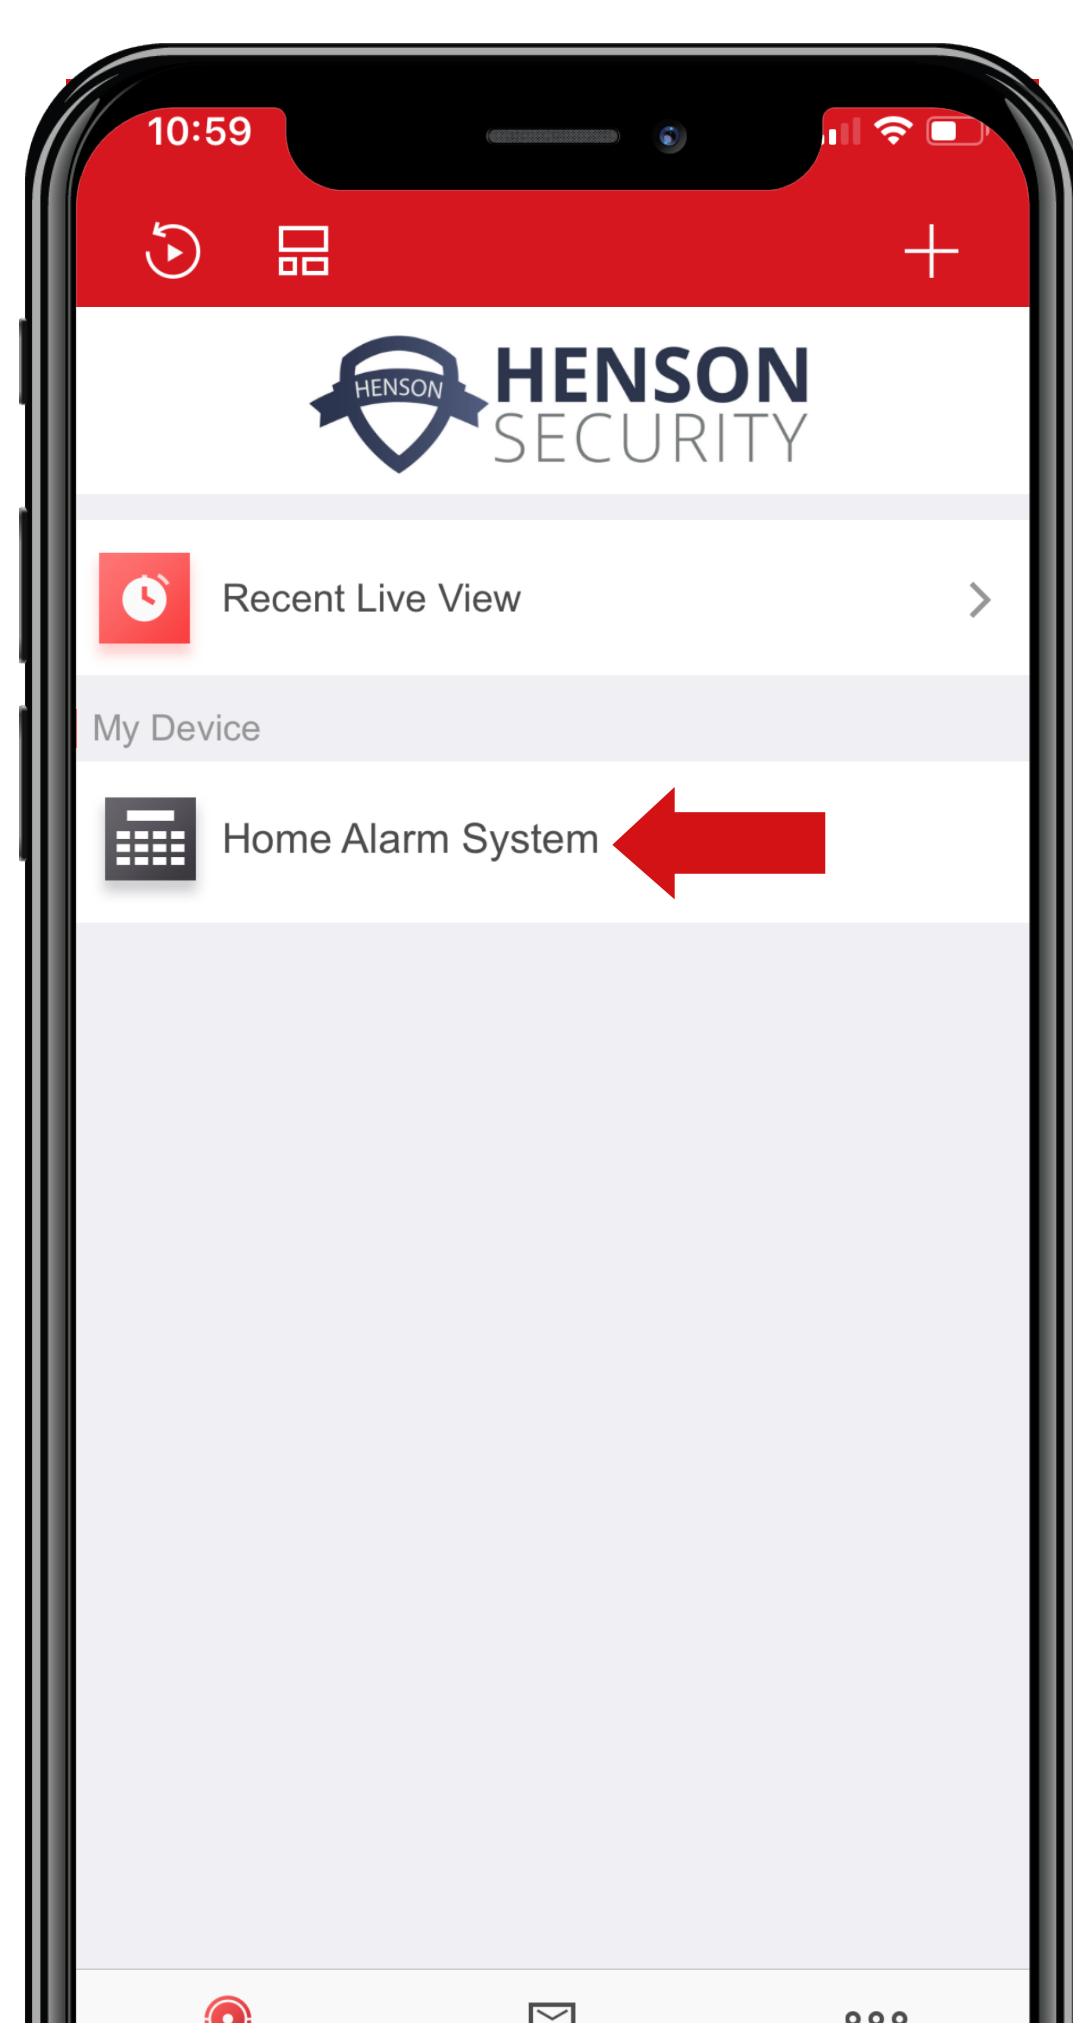 10:59
HENSON
HENSON
SECURITY
Recent Live View
My Device
Home Alarm System